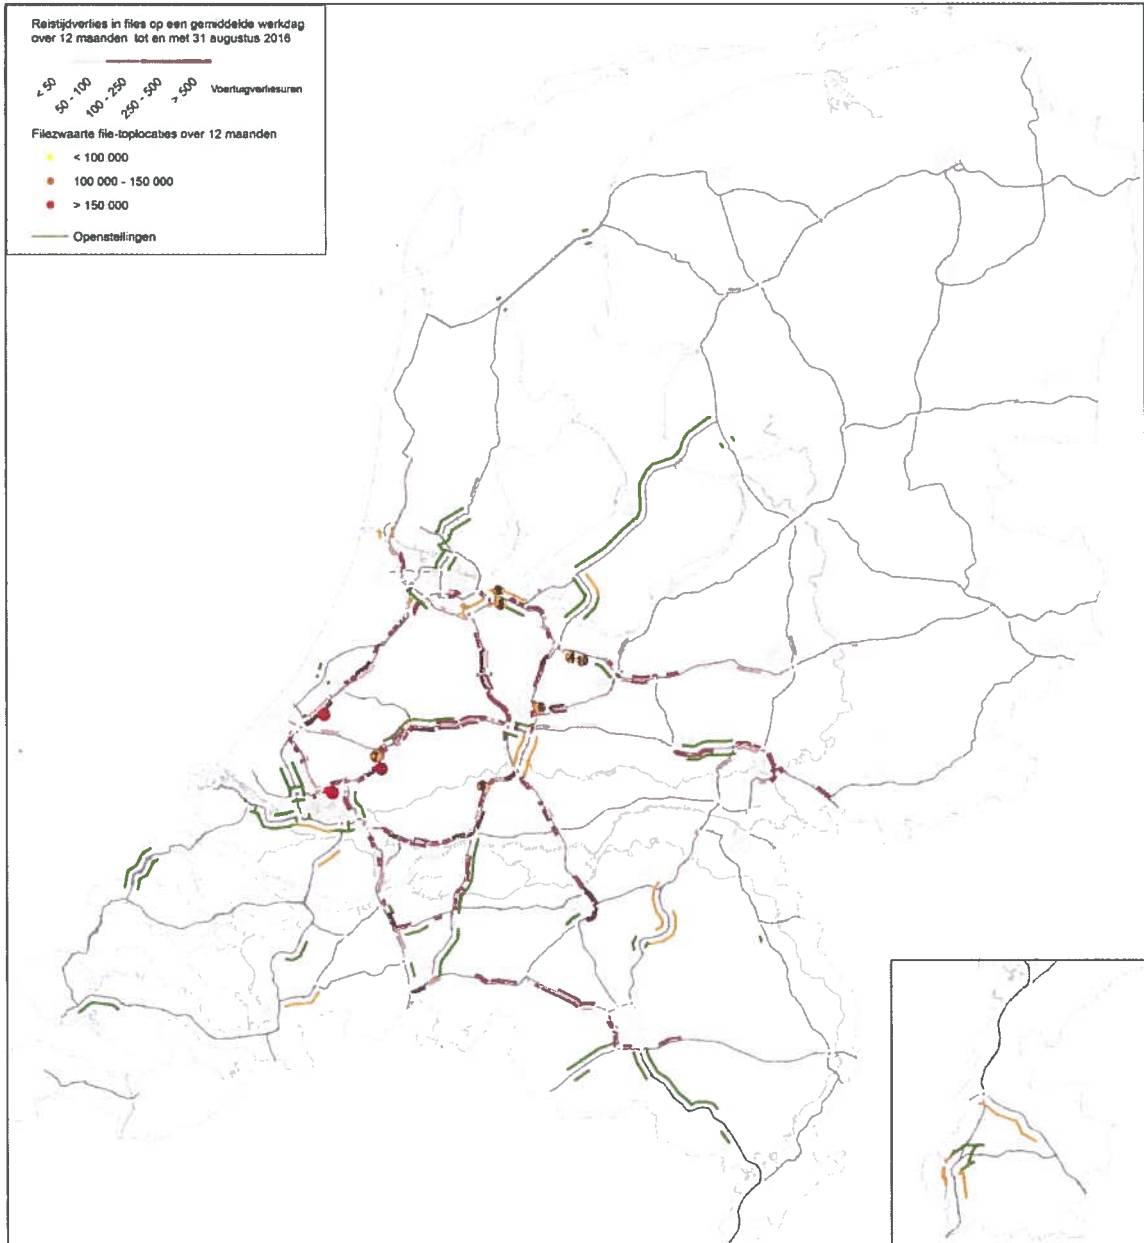 Reistijdverlies in files op een gemiddelde werkdag
over 12 maanden tot en met 31 augustus 2016
< 50
50 - 100
100 - 250
250 - 500
> 500
Voertuigverliesuren
Filezwaarte file-toplocaties over 12 maanden
< 100 000
100 000 - 150 000
> 150 000
Openstellingen